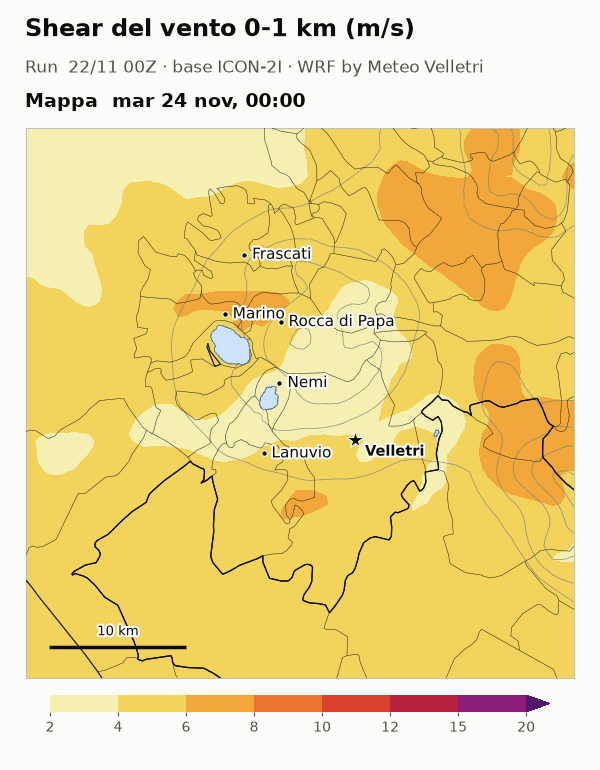 Shear del vento 0-1 km (m/s)
Run  22/11 00Z · base ICON-2I · WRF by Meteo Velletri
Mappa  mar 24 nov, 00:00
Frascati
Marino
Rocca di Papa
Nemi
Velletri
Lanuvio
10 km
2 4 6 8 10 12 15 20